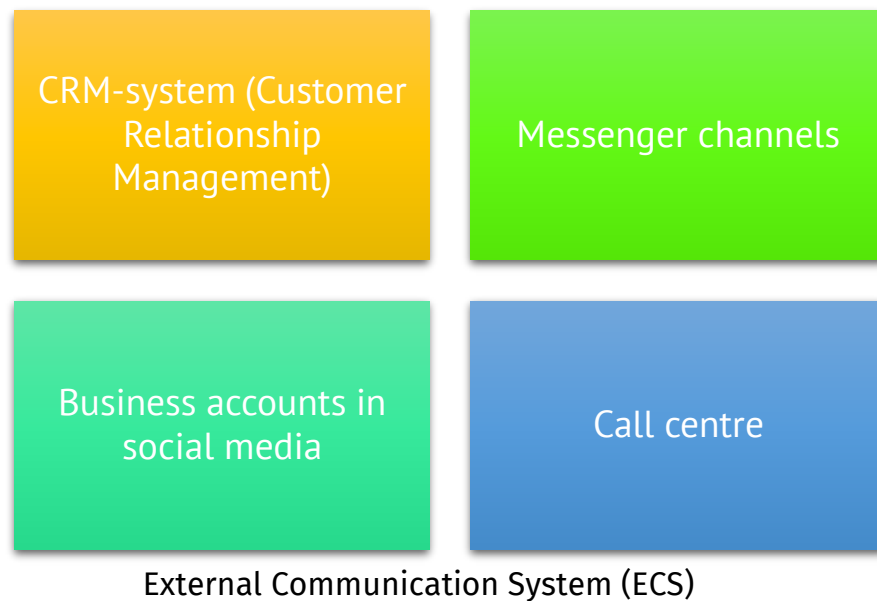 CRM-system (Customer
Relationship
Management)
Messenger channels
Business accounts in
social media
Call centre
External Communication System (ECS)